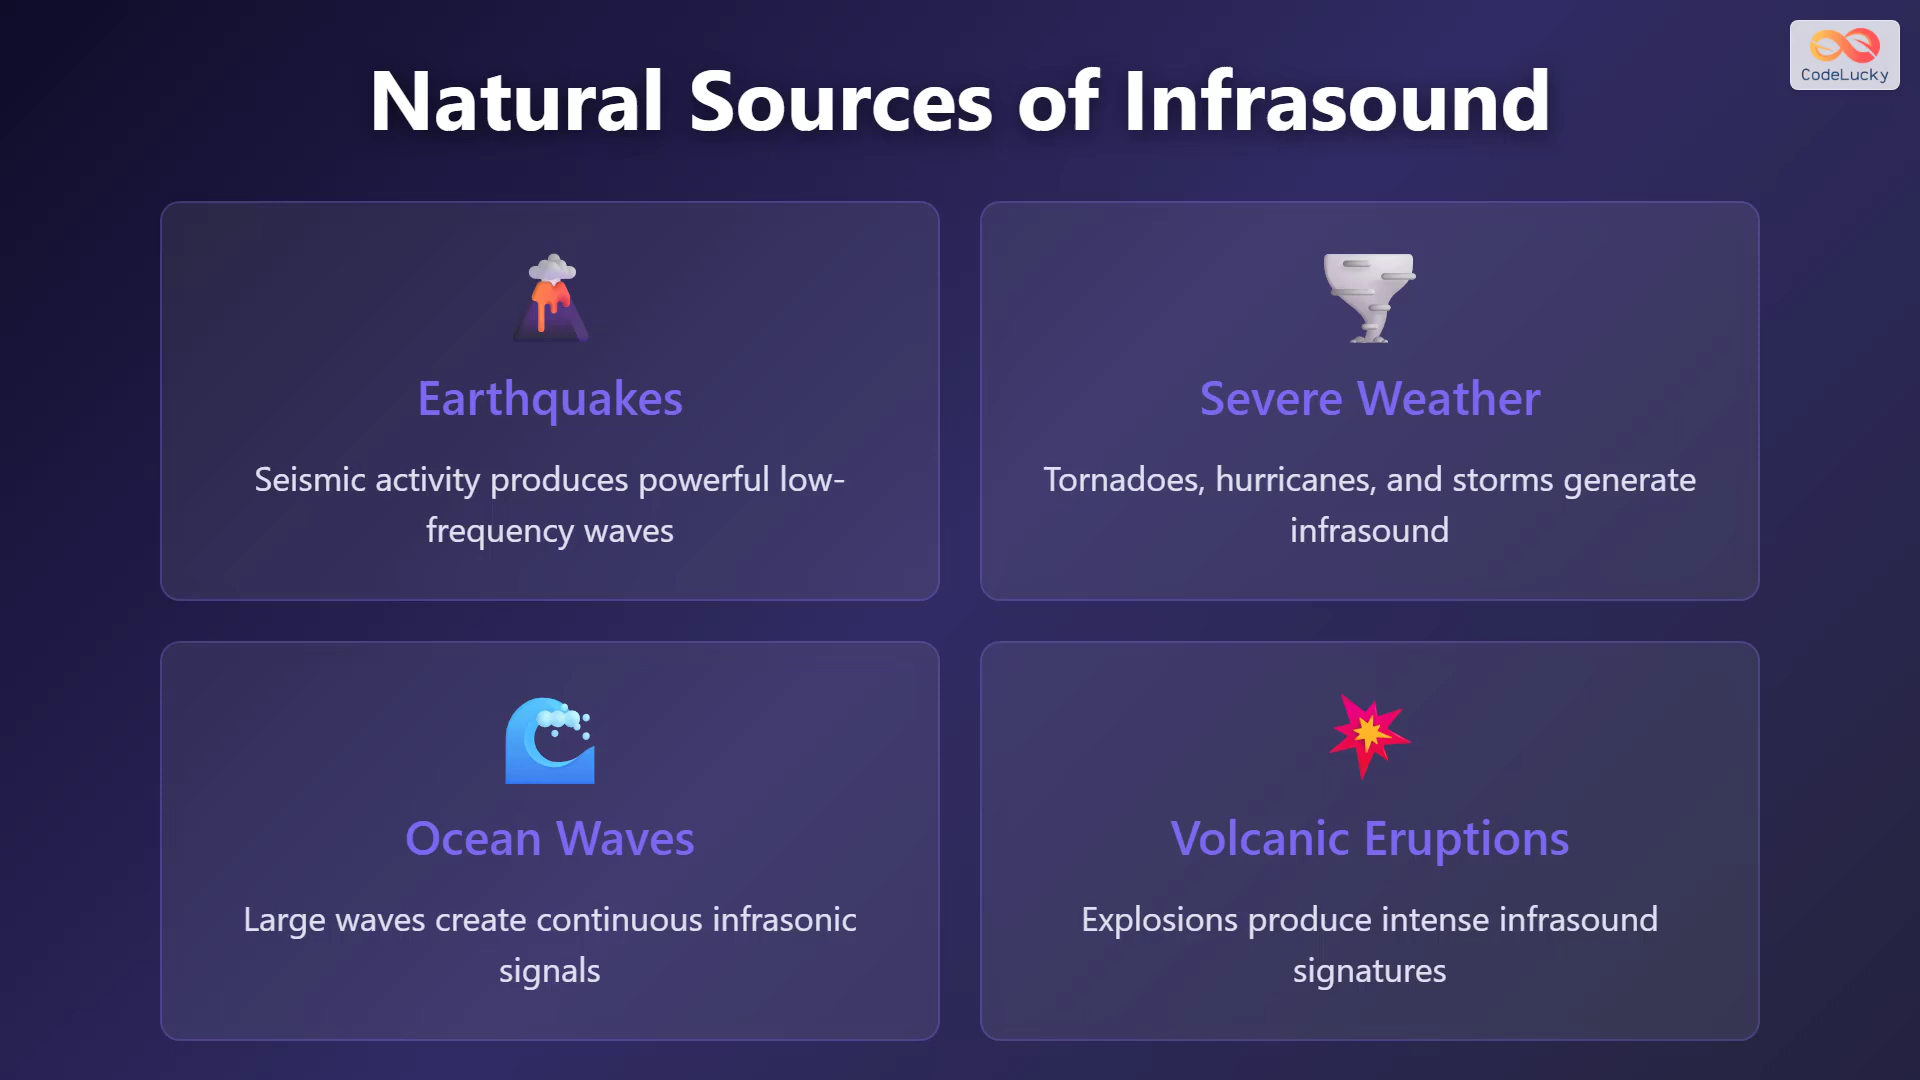 Natural Sources of Infrasound
CodeLucky
Earthquakes
Seismic activity produces powerful low-
frequency waves
Severe Weather
Tornadoes, hurricanes, and storms generate
infrasound
Ocean Waves
Large waves create continuous infrasonic
signals
Volcanic Eruptions
Explosions produce intense infrasound
signatures